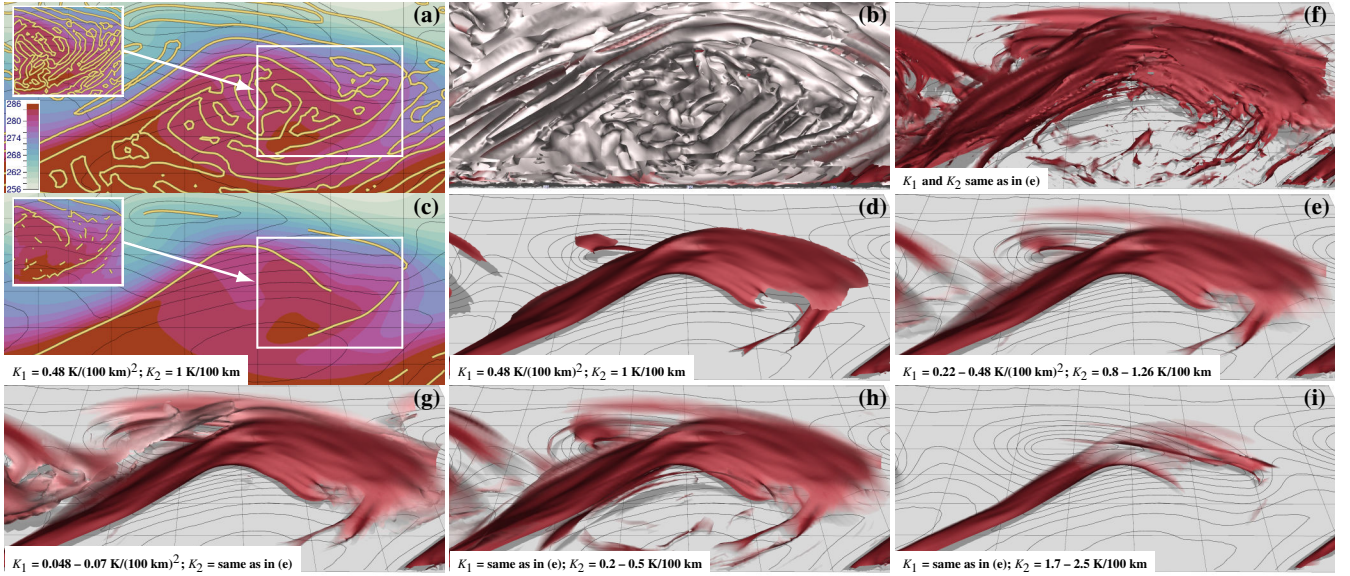 (a)
286
280
274
268
262
256
(b)
(f)
K₁ and K₂ same as in (e)
(c)
K₁ = 0.48 K/(100 km)²; K₂ = 1 K/100 km
(d)
K₁ = 0.48 K/(100 km)²; K₂ = 1 K/100 km
(e)
K₁ = 0.22 – 0.48 K/(100 km)²; K₂ = 0.8 – 1.26 K/100 km
(g)
K₁ = 0.048 – 0.07 K/(100 km)²; K₂ = same as in (e)
(h)
K₁ = same as in (e); K₂ = 0.2 – 0.5 K/100 km
(i)
K₁ = same as in (e); K₂ = 1.7 – 2.5 K/100 km